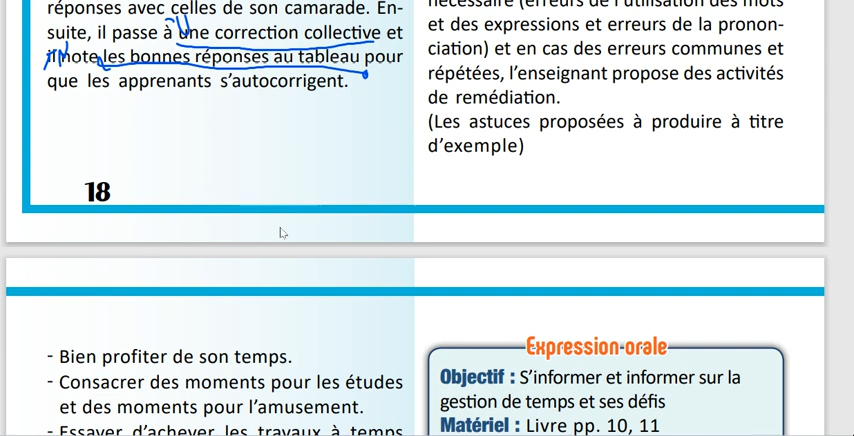 réponses avec celles de son camarade. En-
suite, il passe à une correction collective et
il note les bonnes réponses au tableau pour
que les apprenants s'autocorrigent.
18
nécessaire (erreurs de l'utilisation des mots
et des expressions et erreurs de la pronon-
ciation) et en cas des erreurs communes et
répétées, l'enseignant propose des activités
de remédiation.
(Les astuces proposées à produire à titre
d'exemple)
- Bien profiter de son temps.
- Consacrer des moments pour les études
et des moments pour l'amusement.
- Essayer d'achever les travaux à temps
Expression orale
Objectif : S'informer et informer sur la
gestion de temps et ses défis
Matériel : Livre pp. 10, 11